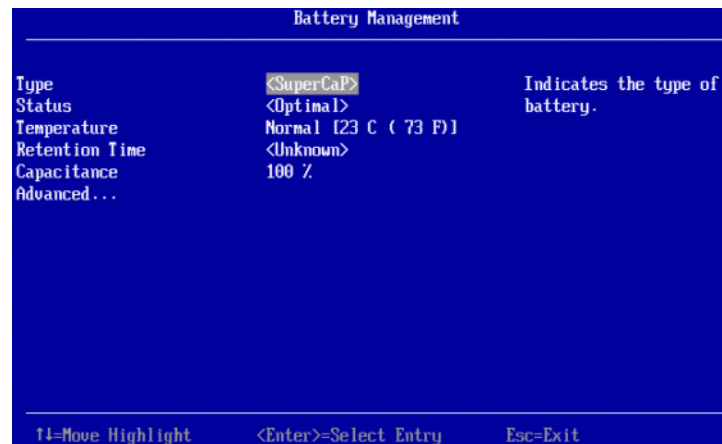 Battery Management
Type <SuperCaP> Indicates the type of
Status <Optimal> battery.
Temperature Normal [23 C ( 73 F)]
Retention Time <Unknown>
Capacitance 100 %
Advanced...
↑↓=Move Highlight <Enter>=Select Entry Esc=Exit